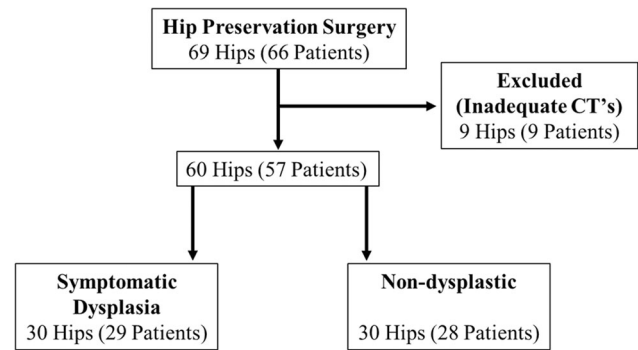 Hip Preservation Surgery
69 Hips (66 Patients)
Excluded
(Inadequate CT's)
9 Hips (9 Patients)
60 Hips (57 Patients)
Symptomatic
Dysplasia
30 Hips (29 Patients)
Non-dysplastic
30 Hips (28 Patients)